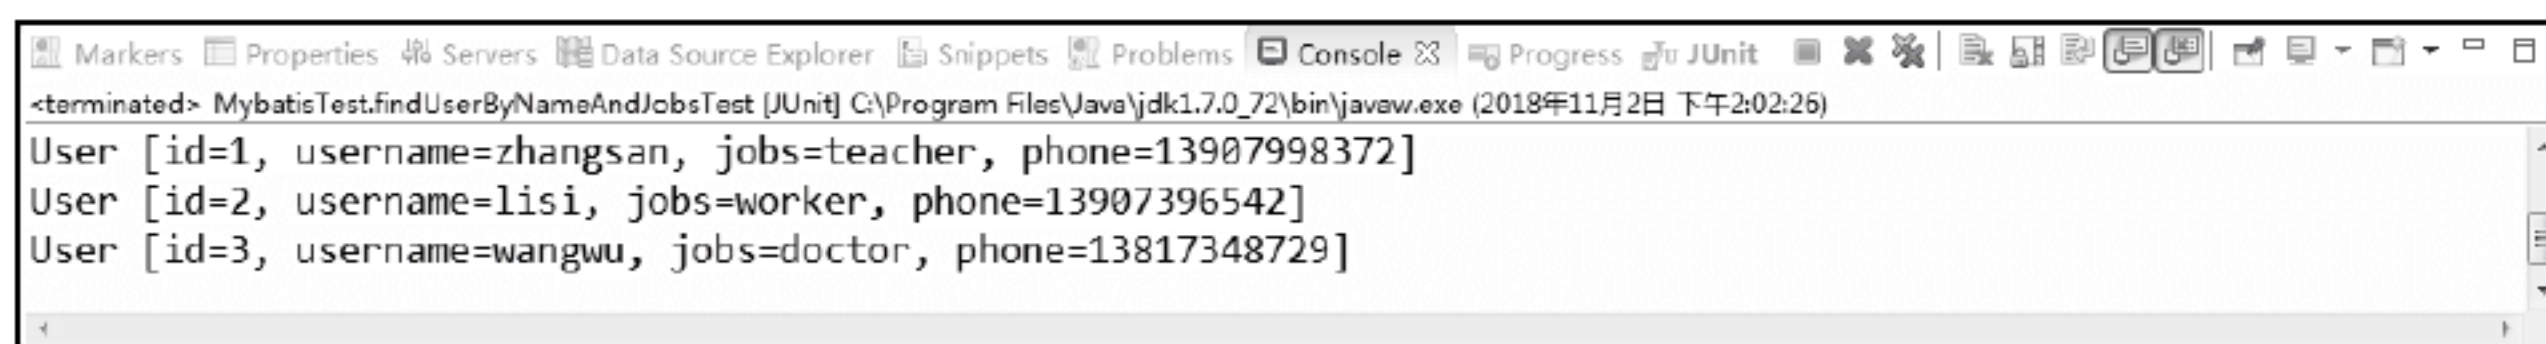 Markers Properties Servers Data Source Explorer Snippets Problems Console Progress JUnit
<terminated> MybatisTest.findUserByNameAndJobsTest [JUnit] C:\Program Files\Java\jdk1.7.0_72\bin\javaw.exe (2018年11月2日 下午2:02:26)
User [id=1, username=zhangsan, jobs=teacher, phone=13907998372]
User [id=2, username=lisi, jobs=worker, phone=13907396542]
User [id=3, username=wangwu, jobs=doctor, phone=13817348729]